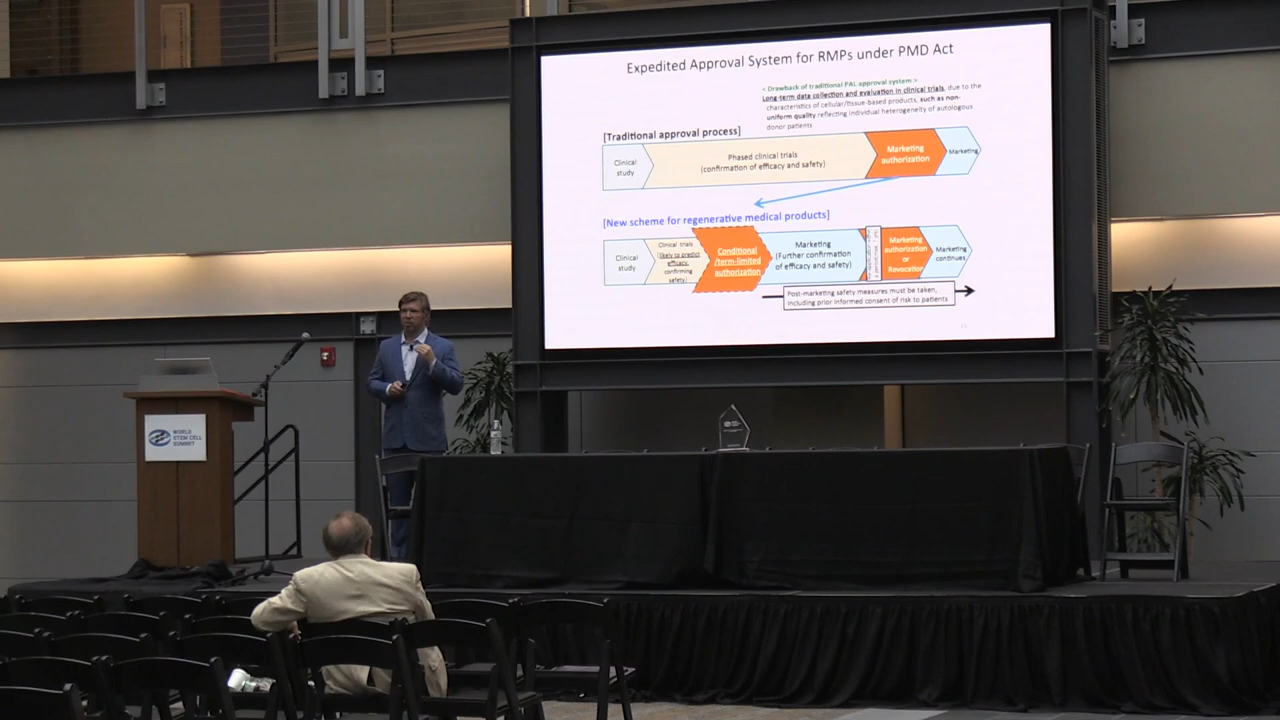 Expedited Approval System for RMPs under PMD Act
< Drawback of traditional PAL approval system >
Long-term data collection and evaluation in clinical trials, due to the
characteristics of cellular/tissue-based products, such as non-
uniform quality reflecting individual heterogeneity of autologous
donor patients
[Traditional approval process]
Clinical
study
Phased clinical trials
(confirmation of efficacy and safety)
Marketing
authorization
Marketing
[New scheme for regenerative medical products]
Clinical
study
Clinical trials
(likely to predict
efficacy,
confirming
safety)
Conditional
/term-limited
authorization
Marketing
(Further confirmation
of efficacy and safety)
Marketing
authorization
or
Revocation
Marketing
continues
Post-marketing safety measures must be taken,
including prior informed consent of risk to patients
WORLD
STEM CELL
SUMMIT